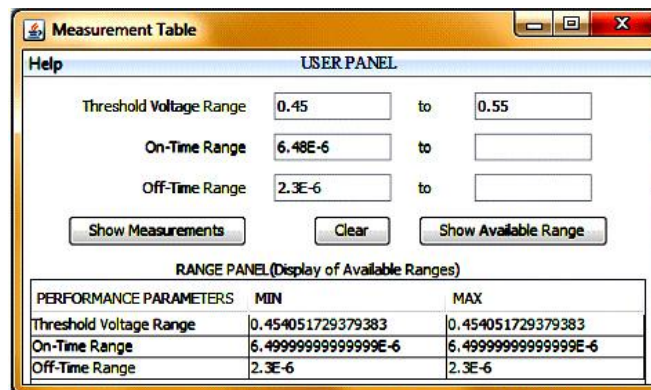 Measurement Table
Help USER PANEL
Threshold Voltage Range 0.45 to 0.55
On-Time Range 6.48E-6 to
Off-Time Range 2.3E-6 to
Show Measurements Clear Show Available Range
RANGE PANEL(Display of Available Ranges)
PERFORMANCE PARAMETERS MIN MAX
Threshold Voltage Range 0.454051729379383 0.454051729379383
On-Time Range 6.49999999999999E-6 6.49999999999999E-6
Off-Time Range 2.3E-6 2.3E-6